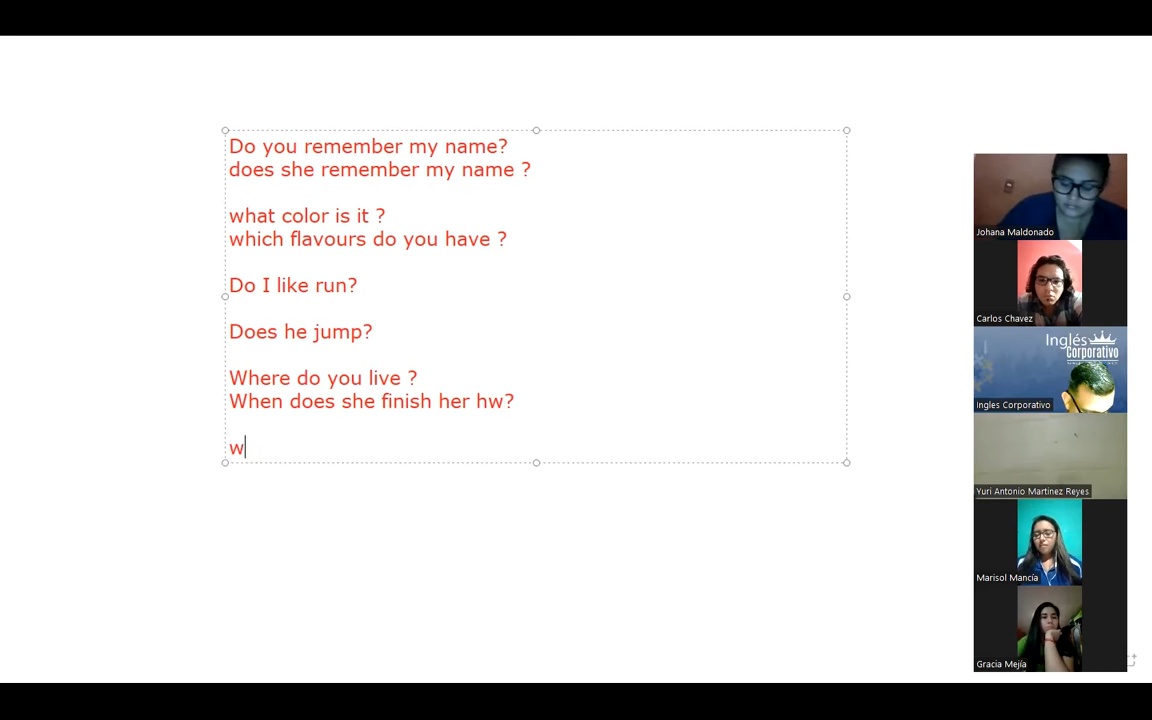 Do you remember my name?
does she remember my name ?
what color is it ?
which flavours do you have ?
Do I like run?
Does he jump?
Where do you live ?
When does she finish her hw?
w
Johana Maldonado
Carlos Chavez
Inglés
Corporativo
Ingles Corporativo
Yuri Antonio Martinez Reyes
Marisol Mancía
Gracia Mejía